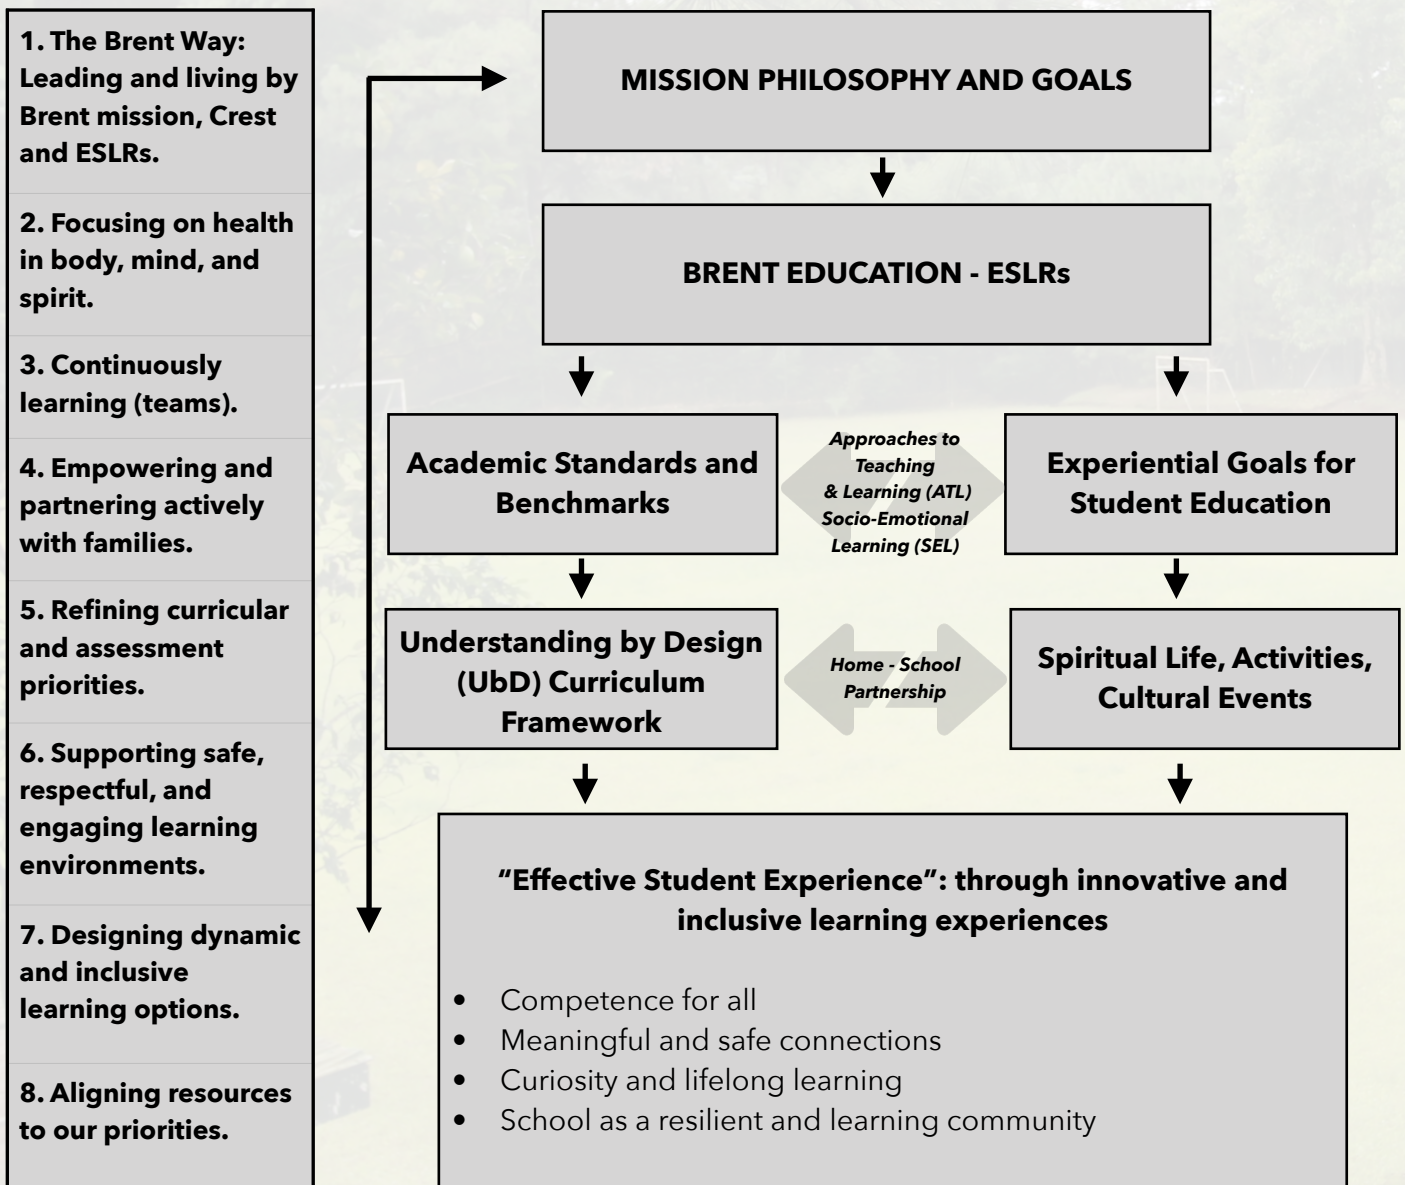 1. The Brent Way:
Leading and living by
Brent mission, Crest
and ESLRs.
2. Focusing on health
in body, mind, and
spirit.
3. Continuously
learning (teams).
4. Empowering and
partnering actively
with families.
5. Refining curricular
and assessment
priorities.
6. Supporting safe,
respectful, and
engaging learning
environments.
7. Designing dynamic
and inclusive
learning options.
8. Aligning resources
to our priorities.
MISSION PHILOSOPHY AND GOALS
BRENT EDUCATION - ESLRs
Academic Standards and
Benchmarks
Approaches to
Teaching
& Learning (ATL)
Socio-Emotional
Learning (SEL)
Experiential Goals for
Student Education
Understanding by Design
(UbD) Curriculum
Framework
Home - School
Partnership
Spiritual Life, Activities,
Cultural Events
"Effective Student Experience": through innovative and
inclusive learning experiences
• Competence for all
• Meaningful and safe connections
• Curiosity and lifelong learning
• School as a resilient and learning community